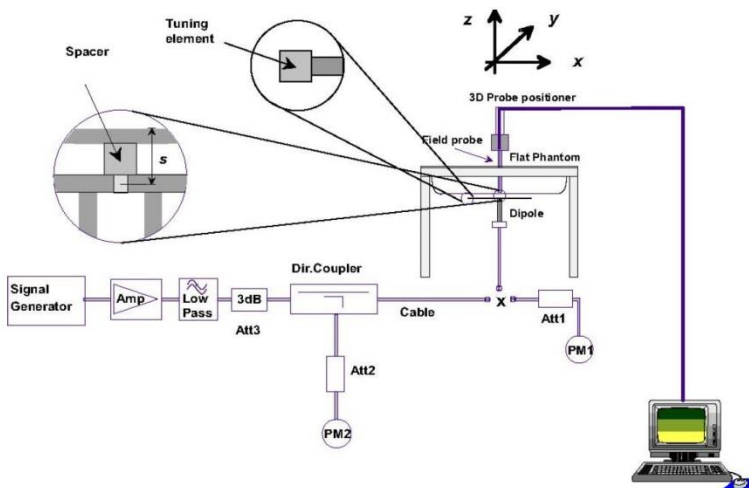 Tuning
element
Spacer
s
z
y
x
3D Probe positioner
Field probe
Flat Phantom
Dipole
Signal
Generator
Amp
Low
Pass
3dB
Att3
Dir.Coupler
Cable
x
Att1
PM1
Att2
PM2